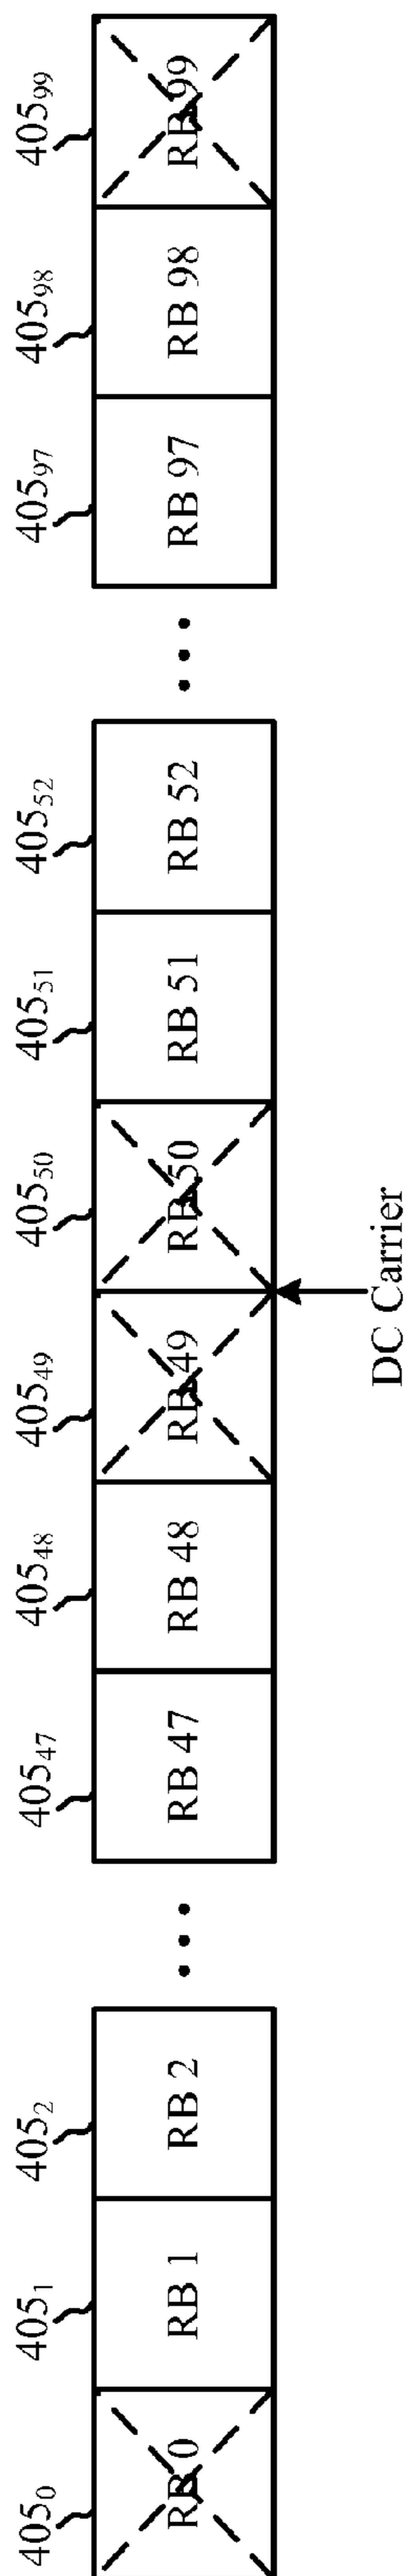 405₀ 405₁ 405₂ 405₄₇ 405₄₈ 405₄₉ 405₅₀ 405₅₁ 405₅₂ 405₉₇ 405₉₈ 405₉₉
RB 0 RB 1 RB 2 ••• RB 47 RB 48 RB 49 RB 50 RB 51 RB 52 ••• RB 97 RB 98 RB 99
DC Carrier